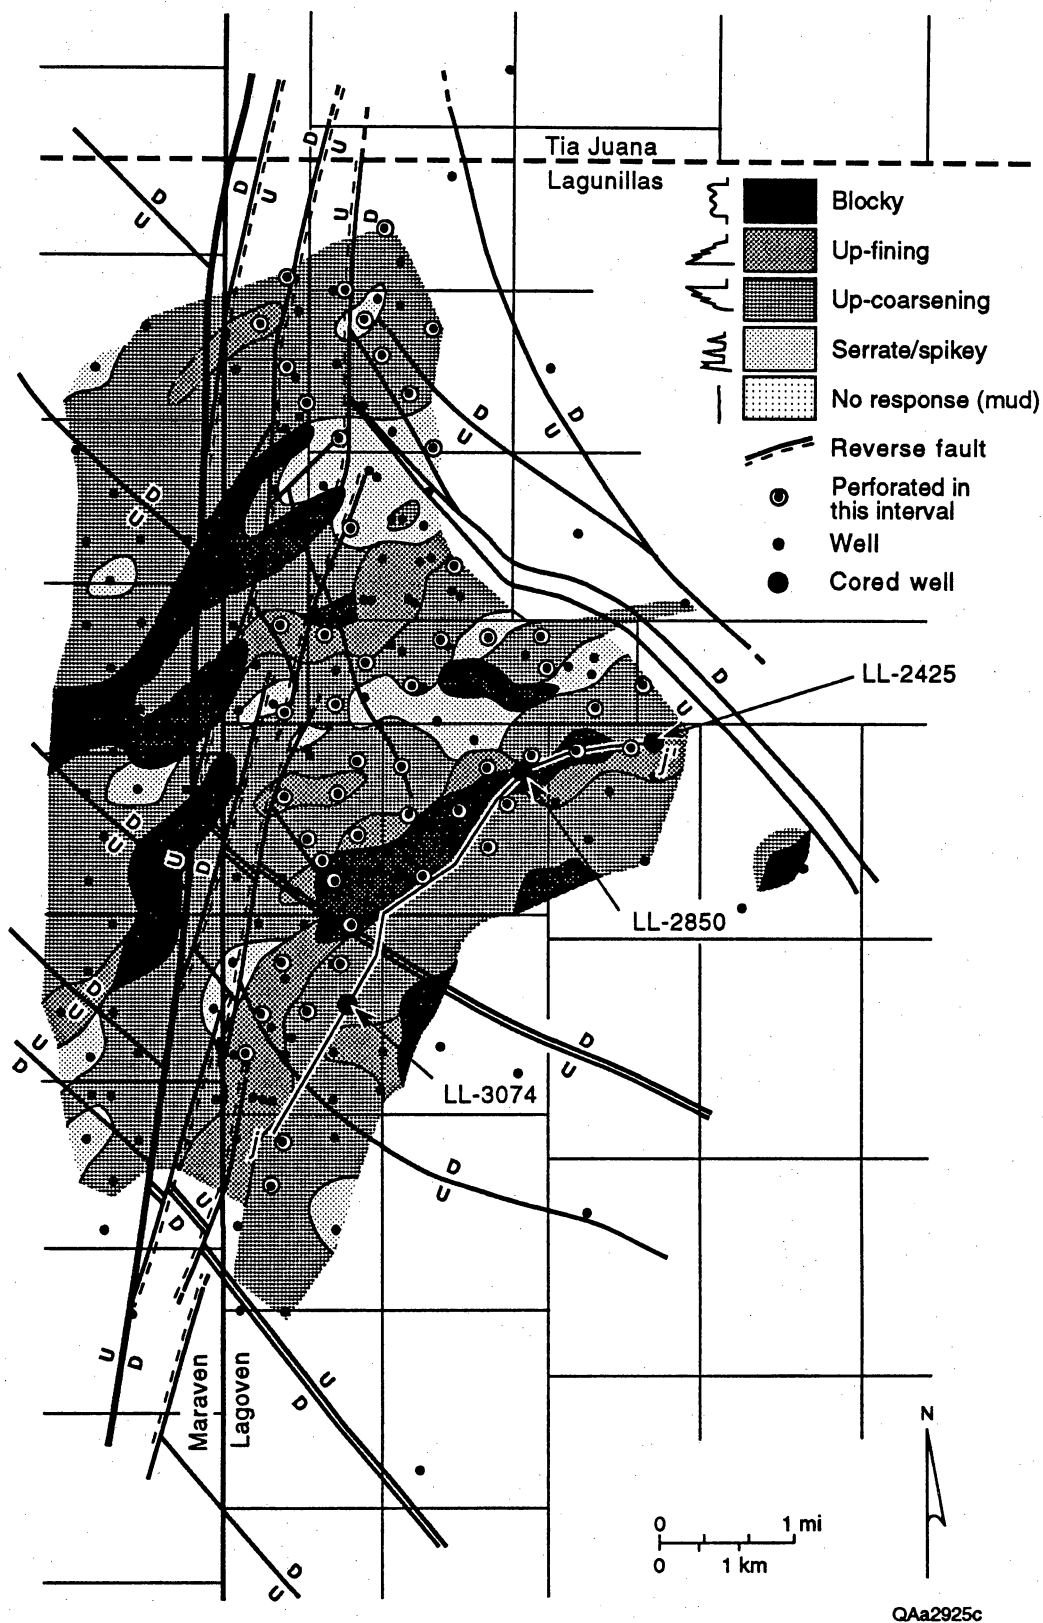 Tia Juana
Lagunillas
D
U
D
U
D
U
U
D
Blocky
Up-fining
Up-coarsening
Serrate/spikey
No response (mud)
Reverse fault
Perforated in
this interval
Well
Cored well
D
U
D
U
D
U
D
U
LL-2425
j
D
U
U
D
LL-2850
D
U
U
D
D
U
LL-3074
j
D
U
U
D
U
D
Maraven
Lagoven
U
D
D
U
N
0 1 mi
0 1 km
QAa2925c